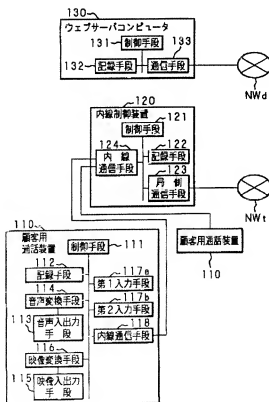 130
ウェブサーバコンピュータ
131
制御手段
133
132
記録手段
通信手段
NWd
120
内線制御装置
121
制御手段
124
122
内線
通信手段
記録手段
123
局側
通信手段
NWt
110
顧客用
通話装置
制御手段
111
顧客用通話装置
110
112
記録手段
117a
第1入力手段
114
音声変換手段
117b
第2入力手段
113
音声入出力
手段
118
内線通信手段
116
映像変換手段
115
映像入出力
手段